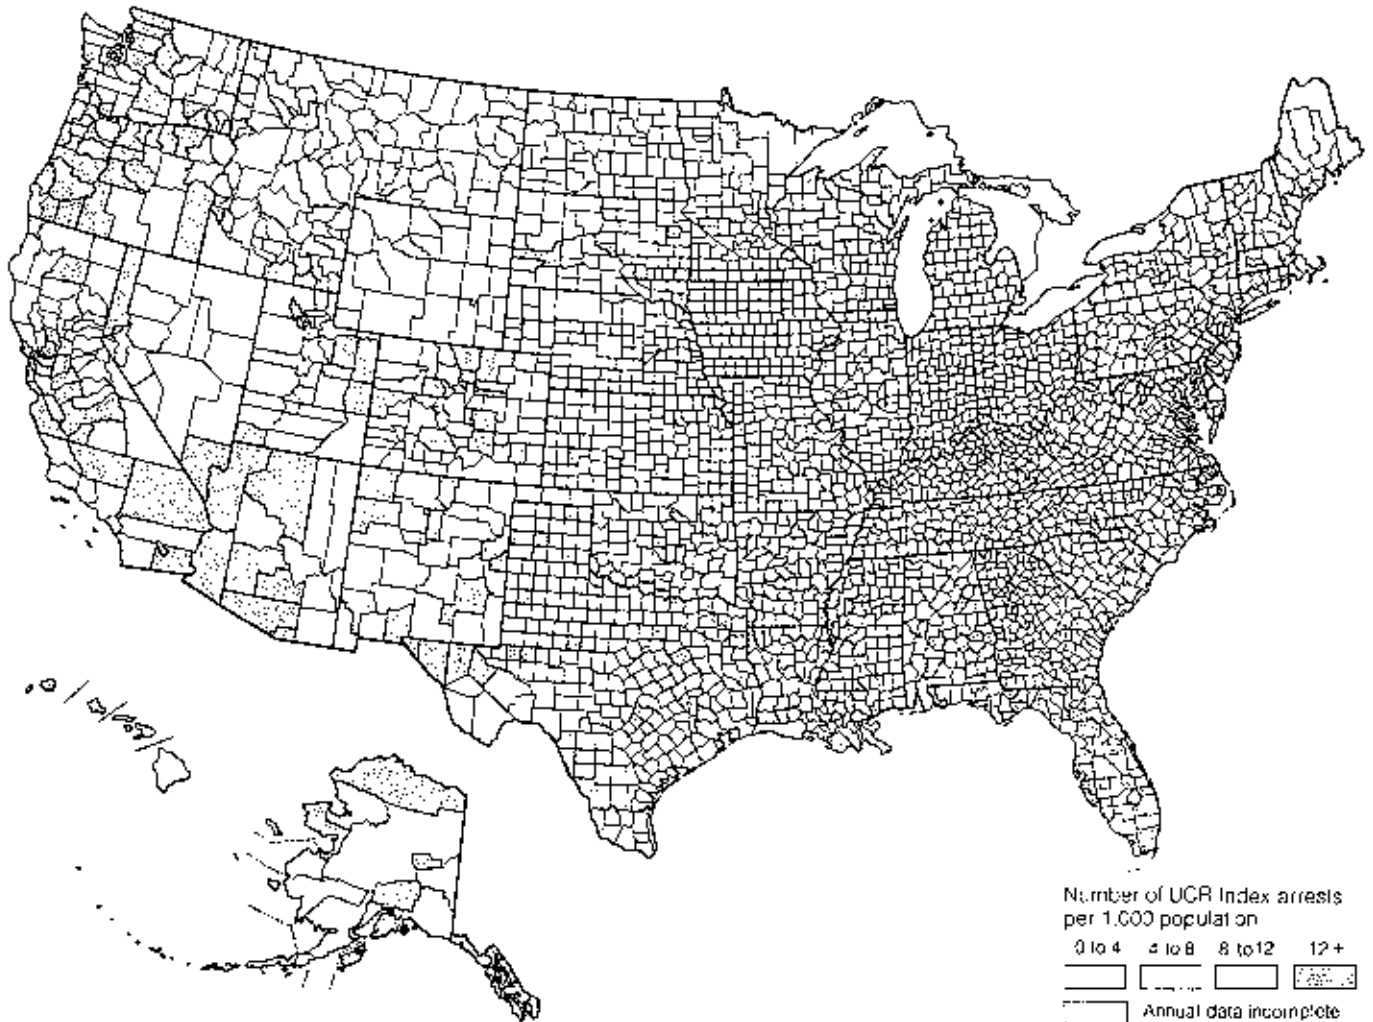 Number of UCR Index arrests
per 1,000 population
0 to 4 4 to 8 8 to 12 12 +
Annual data incomplete